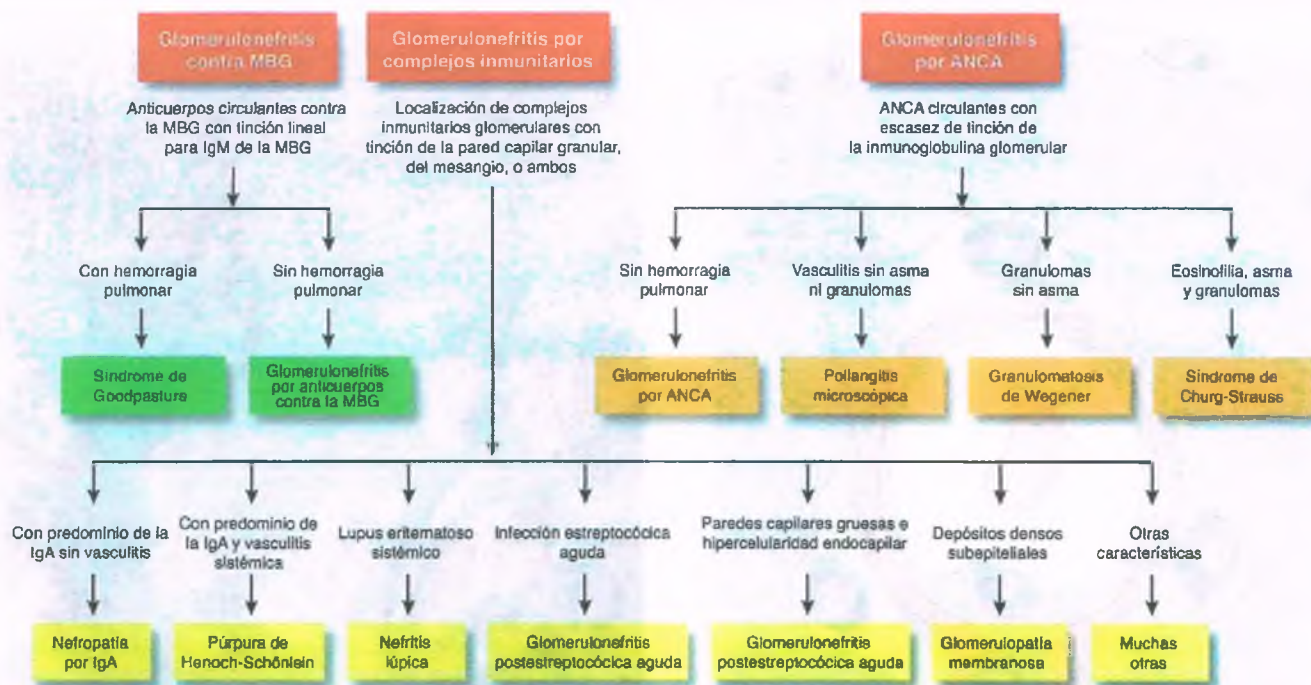 Glomerulonefritis
contra MBG
Anticuerpos circulantes contra
la MBG con tinción lineal
para IgM de la MBG
Glomerulonefritis por
complejos inmunitarios
Localización de complejos
inmunitarios glomerulares con
tinción de la pared capilar granular,
del mesangio, o ambos
Glomerulonefritis
por ANCA
ANCA circulantes con
escasez de tinción de
la inmunoglobulina glomerular
Con hemorragia
pulmonar
Sin hemorragia
pulmonar
Sin hemorragia
pulmonar
Vasculitis sin asma
ni granulomas
Granulomas
sin asma
Eosinofilia, asma
y granulomas
Síndrome de
Goodpasture
Glomerulonefritis
por anticuerpos
contra la MBG
Glomerulonefritis
por ANCA
Poliangitis
microscópica
Granulomatosis
de Wegener
Síndrome de
Churg-Strauss
Con predominio de la
IgA sin vasculitis
Con predominio de
la IgA y vasculitis
sistémica
Lupus eritematoso
sistémico
Infección estreptocócica
aguda
Paredes capilares gruesas e
hipercelularidad endocapilar
Depósitos densos
subepiteliales
Otras
características
Nefropatía
por IgA
Púrpura de
Henoch-Schönlein
Nefritis
lúpica
Glomerulonefritis
postestreptocócica aguda
Glomerulonefritis
postestreptocócica aguda
Glomerulopatía
membranosa
Muchas
otras